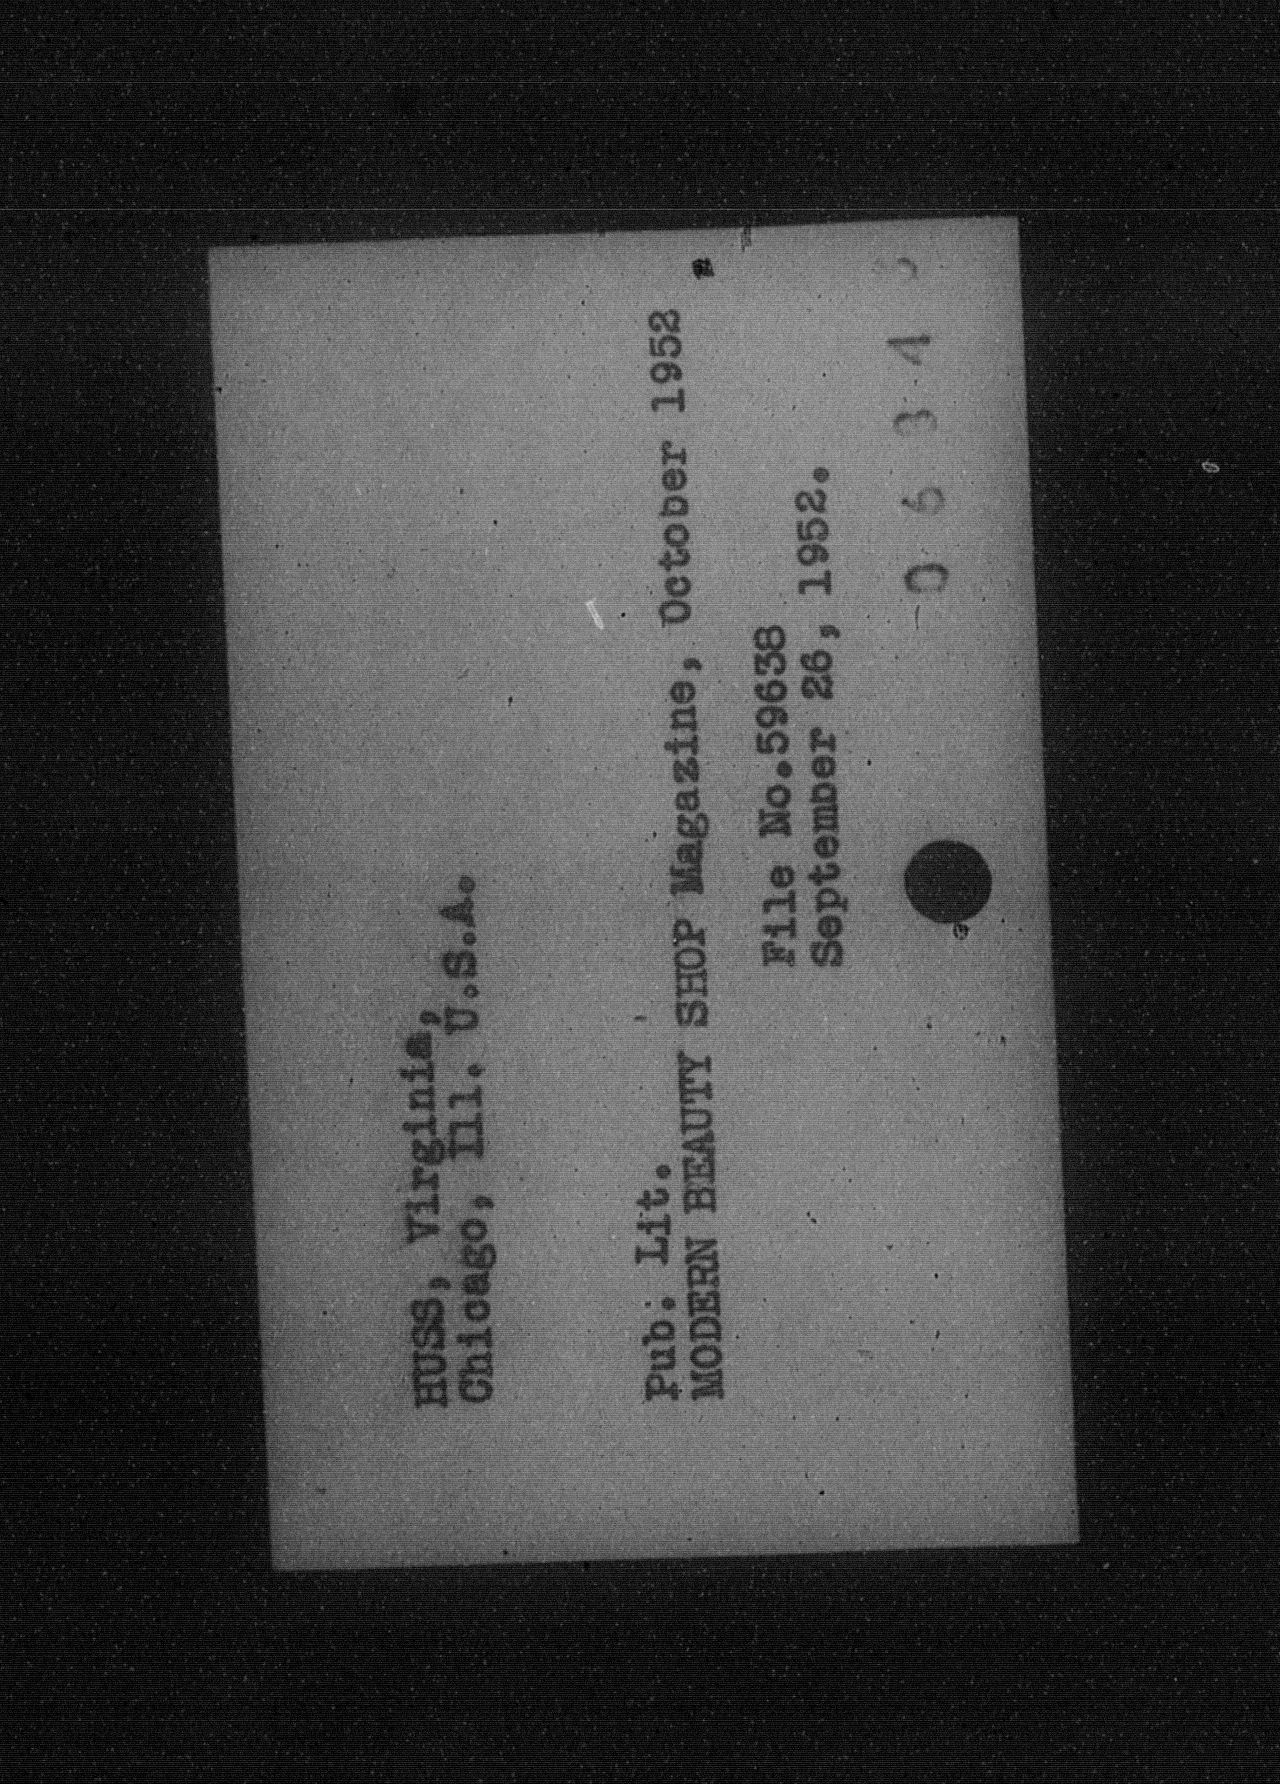 HUSS, Virginia,
Chicago, Ill. U.S.A.
Pub. Lit.
MODERN BEAUTY SHOP Magazine, October 1952
File No.59638
September 26, 1952.